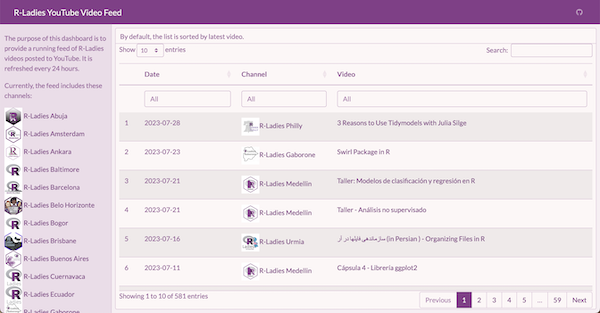 R-Ladies YouTube Video Feed
The purpose of this dashboard is to
provide a running feed of R-Ladies
videos posted to YouTube. It is
refreshed every 24 hours.
Currently, the feed includes these
channels:
R-Ladies Abuja
R-Ladies Amsterdam
R-Ladies Ankara
R-Ladies Baltimore
R-Ladies Barcelona
R-Ladies Belo Horizonte
R-Ladies Bogor
R-Ladies Brisbane
R-Ladies Buenos Aires
R-Ladies Cuernavaca
R-Ladies Ecuador
R-Ladies Gaborone
By default, the list is sorted by latest video.
Show 10 entries
Search:
Date Channel Video
All All All
1 2023-07-28 R-Ladies Philly 3 Reasons to Use Tidymodels with Julia Silge
2 2023-07-23 R-Ladies Gaborone Swirl Package in R
3 2023-07-21 R-Ladies Medellin Taller: Modelos de clasificación y regresión en R
4 2023-07-21 R-Ladies Medellin Taller - Análisis no supervisado
5 2023-07-16 R-Ladies Urmia سازماندهی فایلها در آر (in Persian ) - Organizing Files in R
6 2023-07-11 R-Ladies Medellin Cápsula 4 - Librería ggplot2
Showing 1 to 10 of 581 entries
Previous 1 2 3 4 5 ... 59 Next